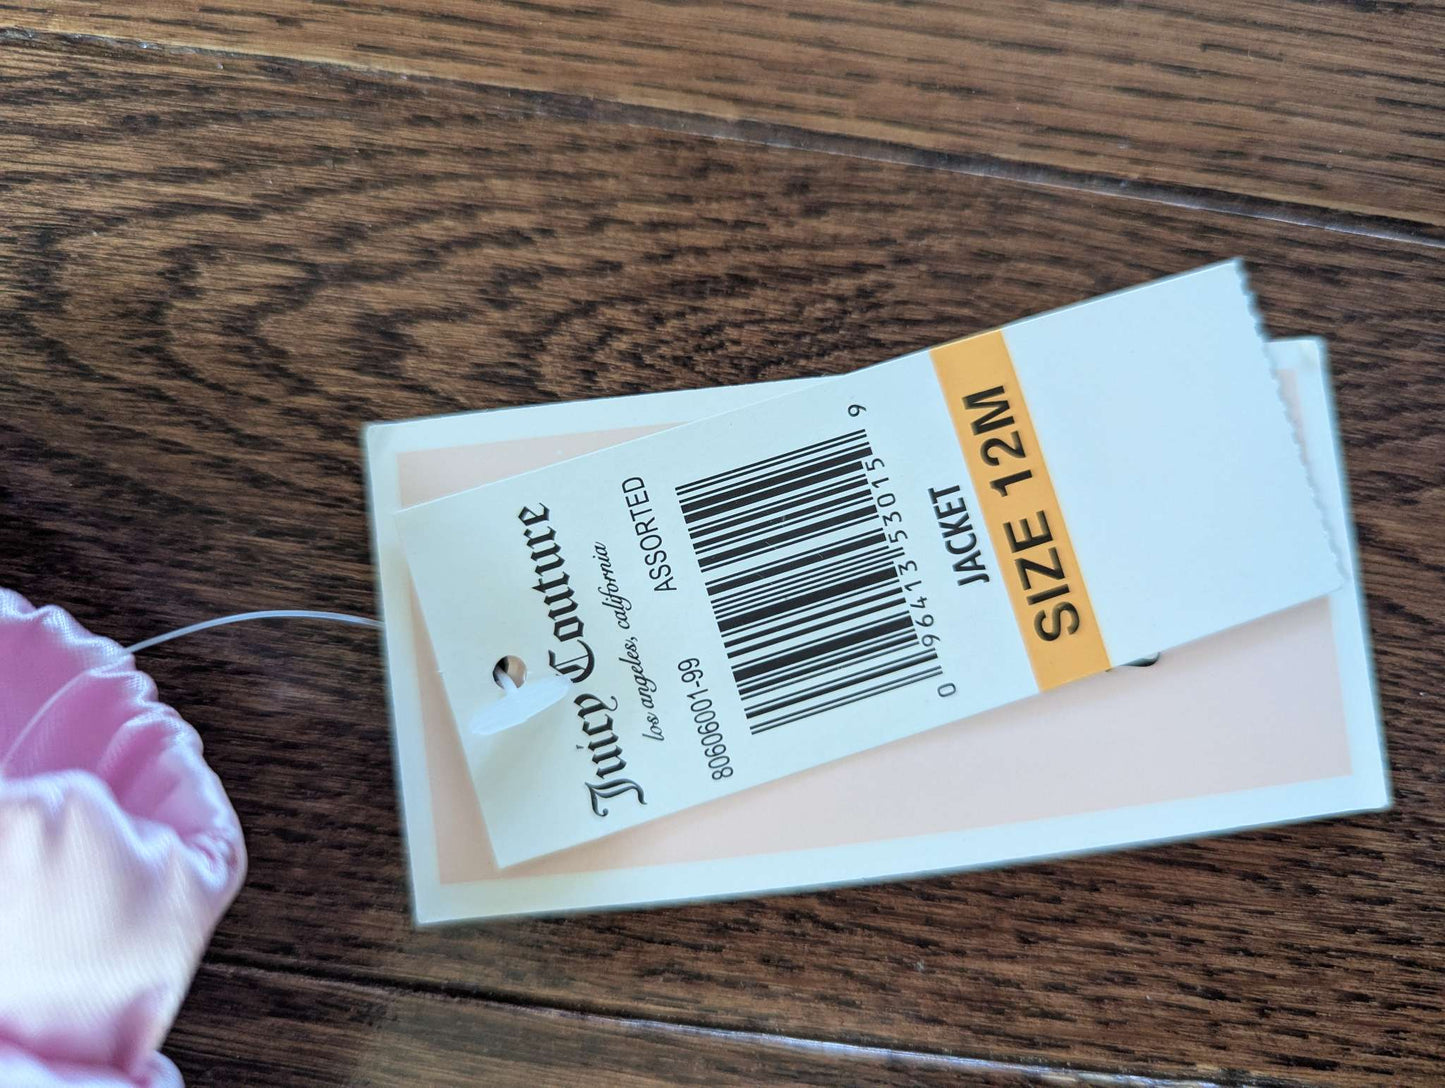 Juicy Couture
los angeles, california
80606001-99 ASSORTED
0 96413 53015 9
JACKET
SIZE 12M